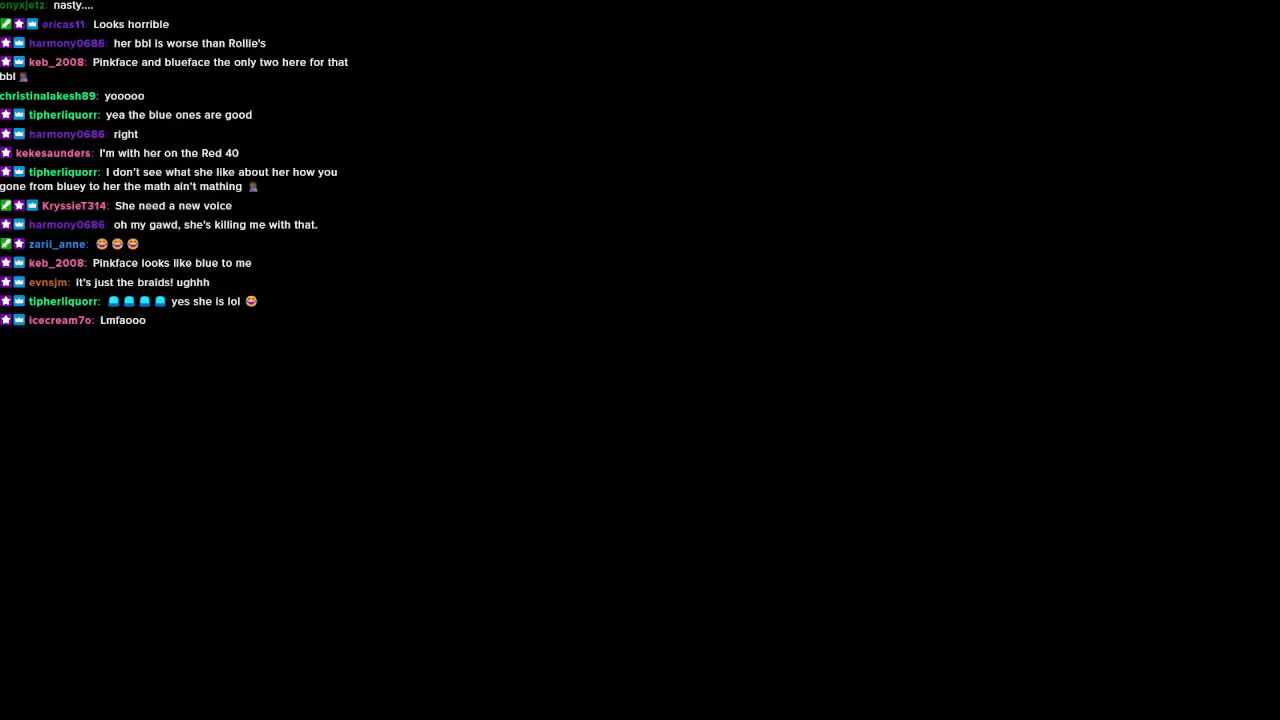 onyxjetz: nasty....
ericas11: Looks horrible
harmony0686: her bbl is worse than Rollie's
keb_2008: Pinkface and blueface the only two here for that
bbl 🤦🏾‍♀️
christinalakesh89: yooooo
tipherliquorr: yea the blue ones are good
harmony0686: right
kekesaunders: I'm with her on the Red 40
tipherliquorr: I don't see what she like about her how you
gone from bluey to her the math ain't mathing 🤦🏾‍♀️
KryssieT314: She need a new voice
harmony0686: oh my gawd, she's killing me with that.
zarii_anne: 😂 😂 😂
keb_2008: Pinkface looks like blue to me
evnsjm: it's just the braids! ughhh
tipherliquorr: yes she is lol 😂
icecream7o: Lmfaooo